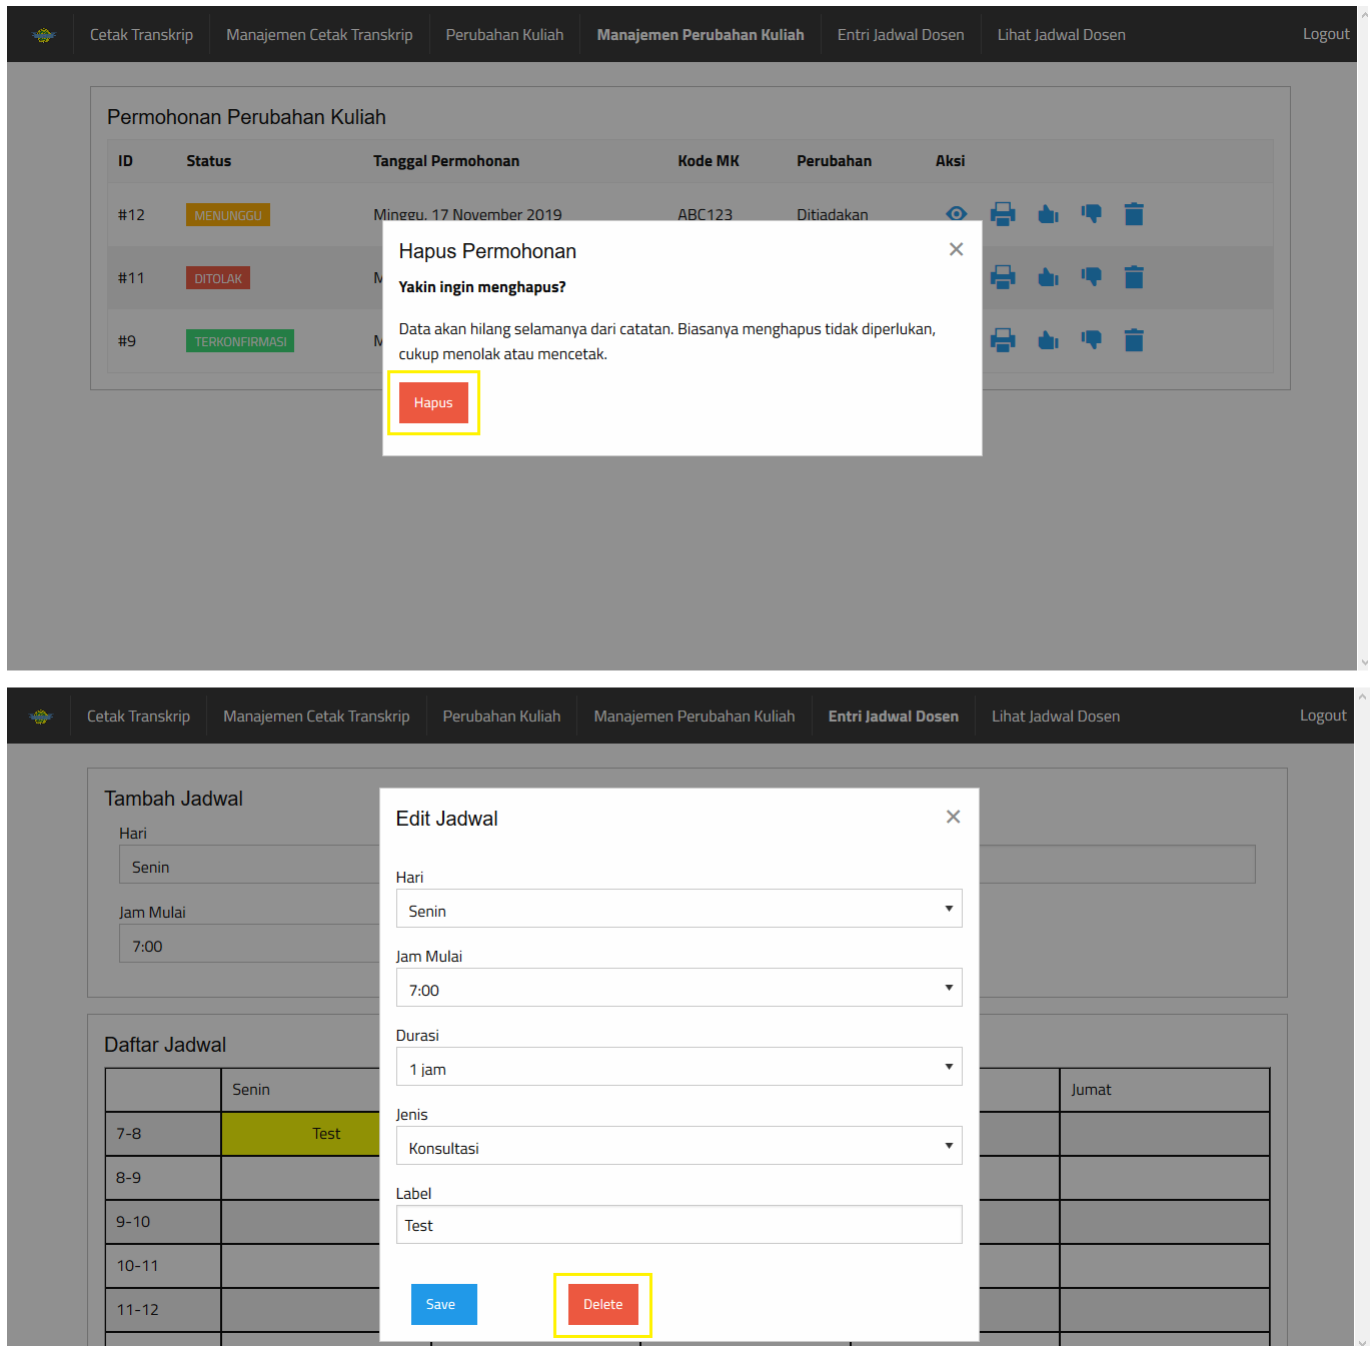 Cetak Transkrip Manajemen Cetak Transkrip Perubahan Kuliah Manajemen Perubahan Kuliah Entri Jadwal Dosen Lihat Jadwal Dosen Logout
Permohonan Perubahan Kuliah
ID Status Tanggal Permohonan Kode MK Perubahan Aksi
#12 MENUNGGU Minggu, 17 November 2019 ABC123 Ditiadakan
Hapus Permohonan ×
#11 DITOLAK M
Yakin ingin menghapus?
Data akan hilang selamanya dari catatan. Biasanya menghapus tidak diperlukan,
#9 TERKONFIRMASI M
cukup menolak atau mencetak.
Hapus
Cetak Transkrip Manajemen Cetak Transkrip Perubahan Kuliah Manajemen Perubahan Kuliah Entri Jadwal Dosen Lihat Jadwal Dosen Logout
Tambah Jadwal
Hari
Senin
Jam Mulai
7:00
Edit Jadwal ×
Hari
Senin
Jam Mulai
7:00
Durasi
1 jam
Jenis
Konsultasi
Label
Test
Save Delete
Daftar Jadwal
Senin Jumat
7-8 Test
8-9
9-10
10-11
11-12